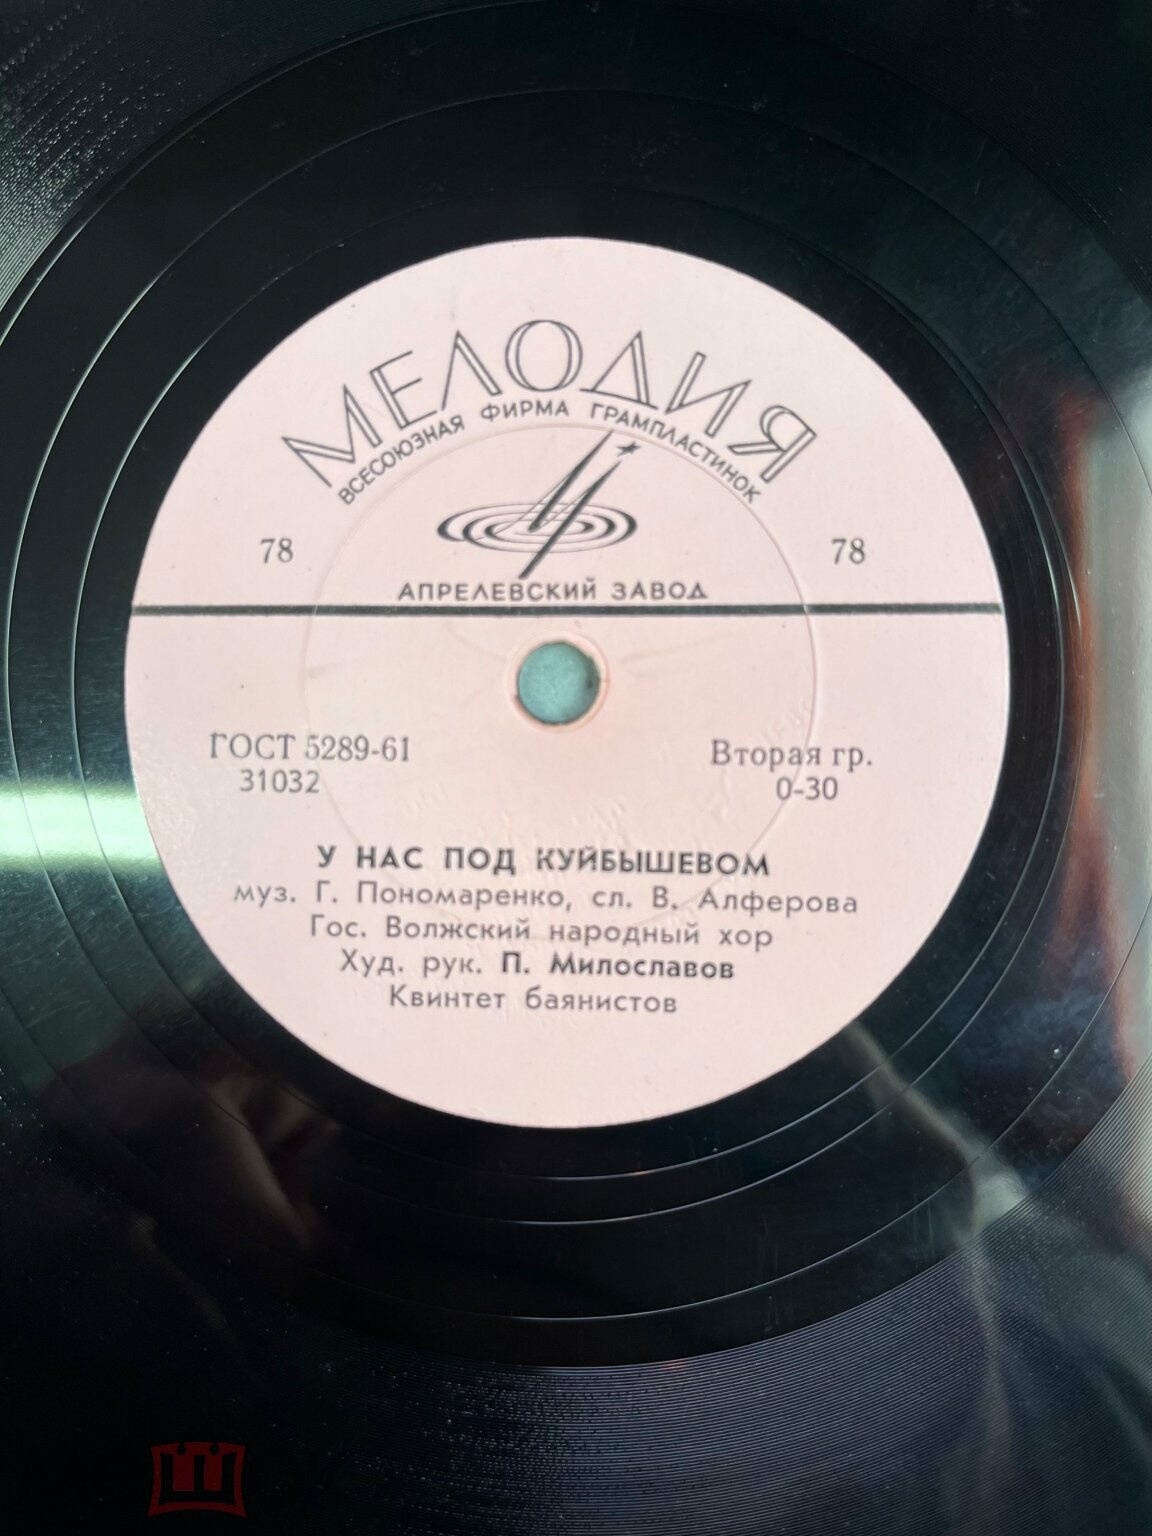 МЕЛОДИЯ
ВСЕСОЮЗНАЯ ФИРМА ГРАМПЛАСТИНОК
78 78
АПРЕЛЕВСКИЙ ЗАВОД
ГОСТ 5289-61 Вторая гр.
31032 0-30
У НАС ПОД КУЙБЫШЕВОМ
муз. Г. Пономаренко, сл. В. Алферова
Гос. Волжский народный хор
Худ. рук. П. Милославов
Квинтет баянистов